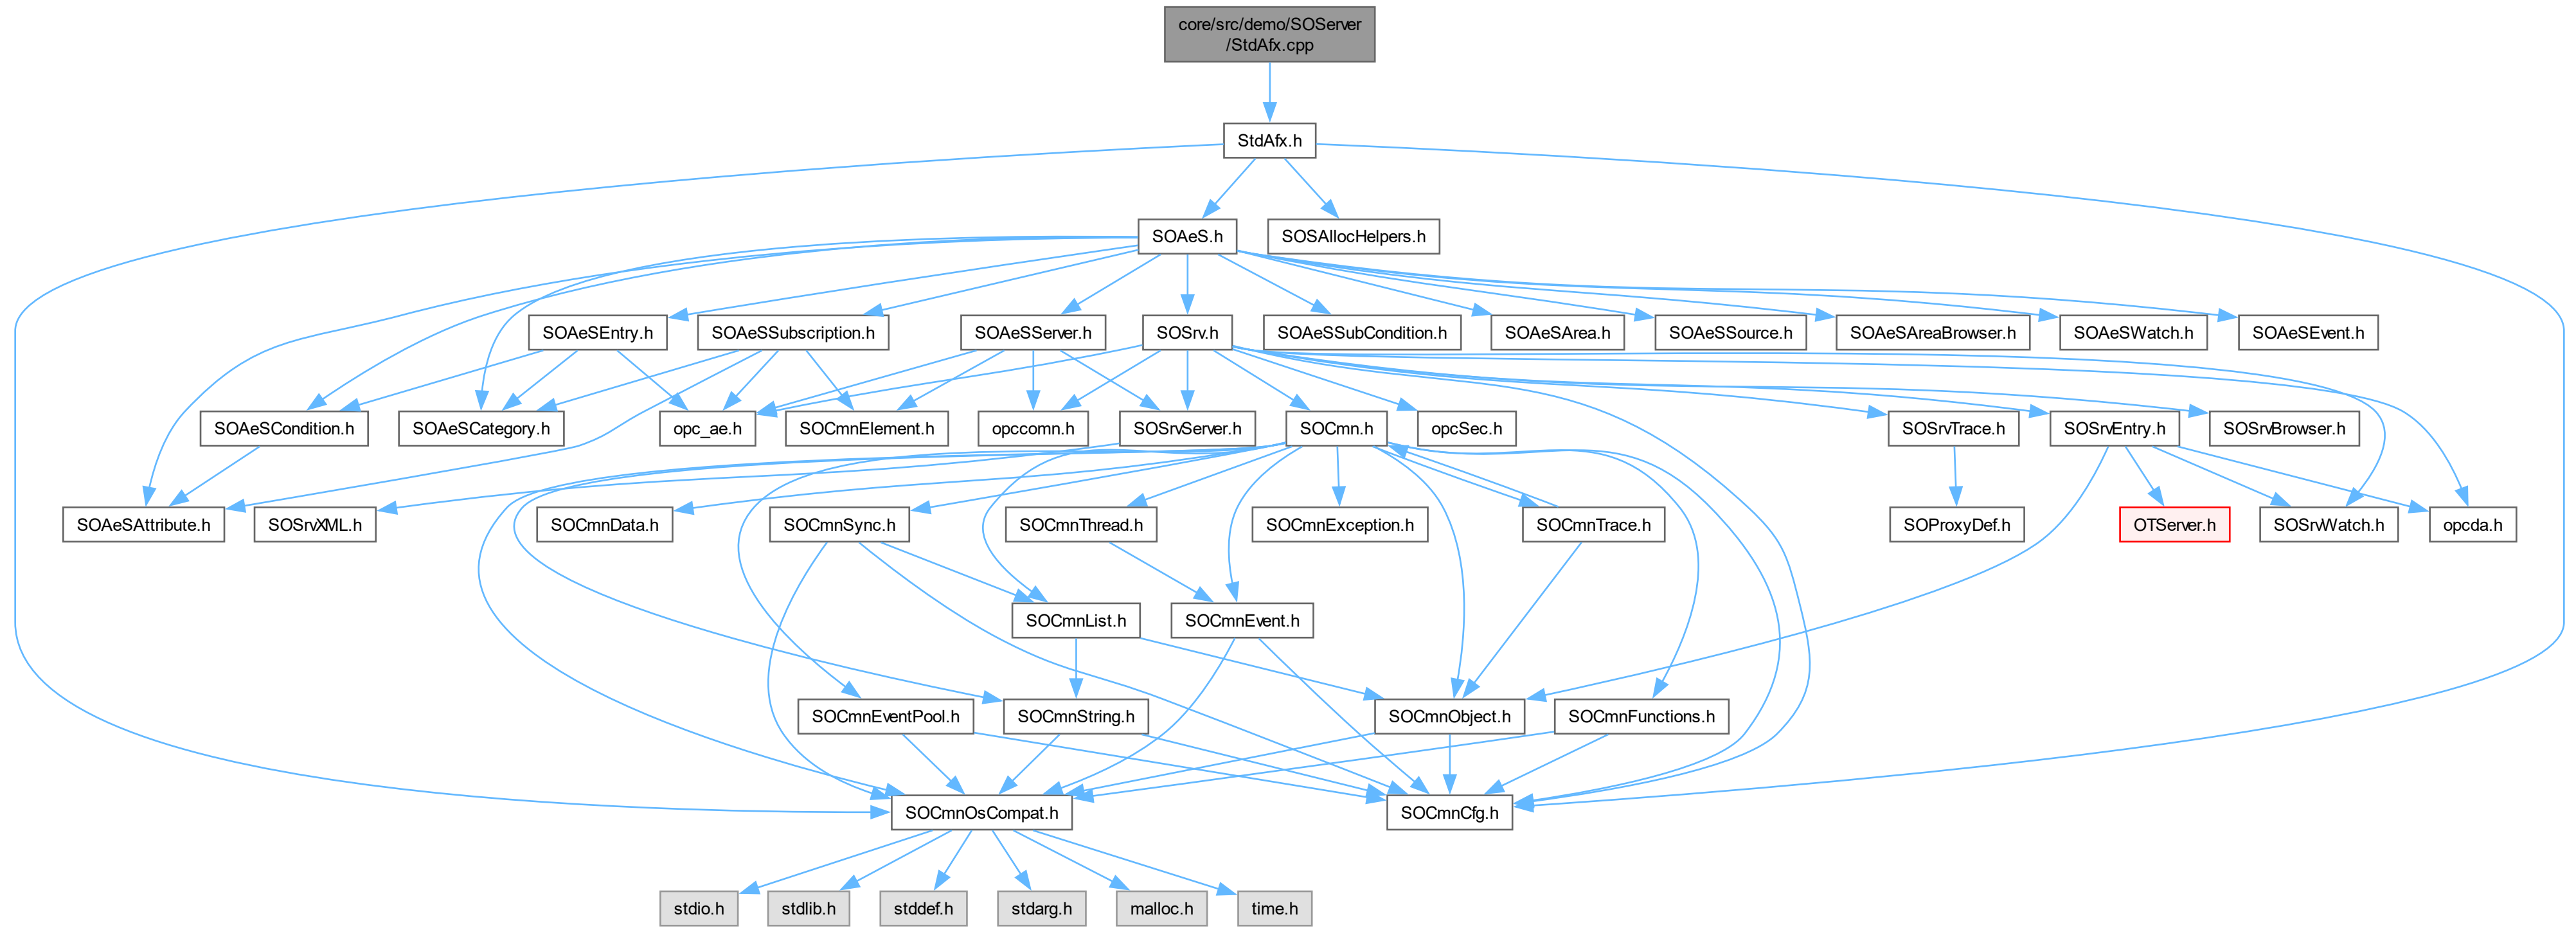 core/src/demo/SOServer
/StdAfx.cpp
StdAfx.h
SOAeS.h
SOSAllocHelpers.h
SOAeSEntry.h
SOAeSSubscription.h
SOAeSServer.h
SOSrv.h
SOAeSSubCondition.h
SOAeSArea.h
SOAeSSource.h
SOAeSAreaBrowser.h
SOAeSWatch.h
SOAeSEvent.h
SOAeSCondition.h
SOAeSCategory.h
opc_ae.h
SOCmnElement.h
opccomn.h
SOSrvServer.h
SOCmn.h
opcSec.h
SOSrvTrace.h
SOSrvEntry.h
SOSrvBrowser.h
SOAeSAttribute.h
SOSrvXML.h
SOCmnData.h
SOCmnSync.h
SOCmnThread.h
SOCmnException.h
SOCmnTrace.h
SOProxyDef.h
OTServer.h
SOSrvWatch.h
opcda.h
SOCmnList.h
SOCmnEvent.h
SOCmnEventPool.h
SOCmnString.h
SOCmnObject.h
SOCmnFunctions.h
SOCmnOsCompat.h
SOCmnCfg.h
stdio.h
stdlib.h
stddef.h
stdarg.h
malloc.h
time.h